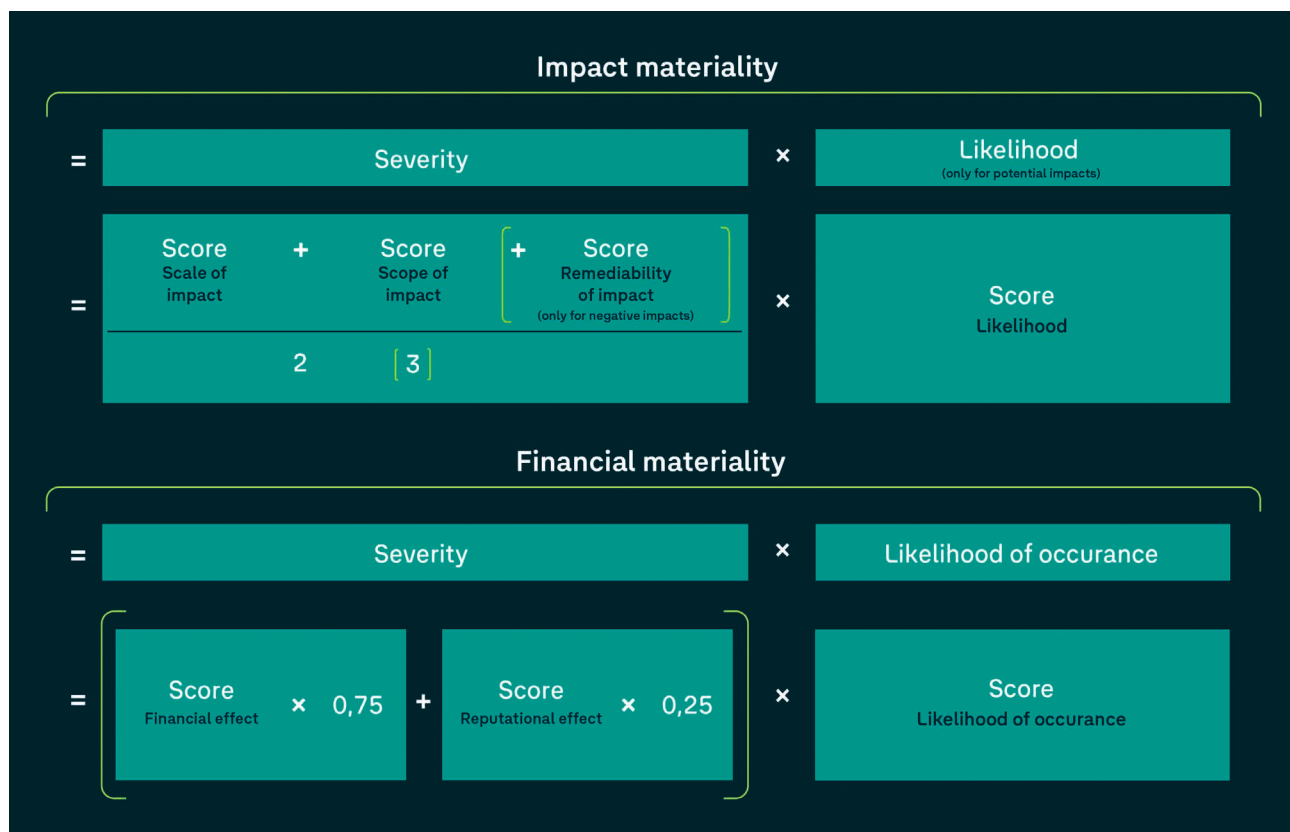 Impact materiality
= Severity × Likelihood
(only for potential impacts)
Score + Score + Score
Scale of Scope of Remediability
impact impact of impact
(only for negative impacts)
= × Score
Likelihood
2 [3]
Financial materiality
= Severity × Likelihood of occurance
= Score × 0,75 + Score × 0,25 × Score
Financial effect Reputational effect Likelihood of occurance